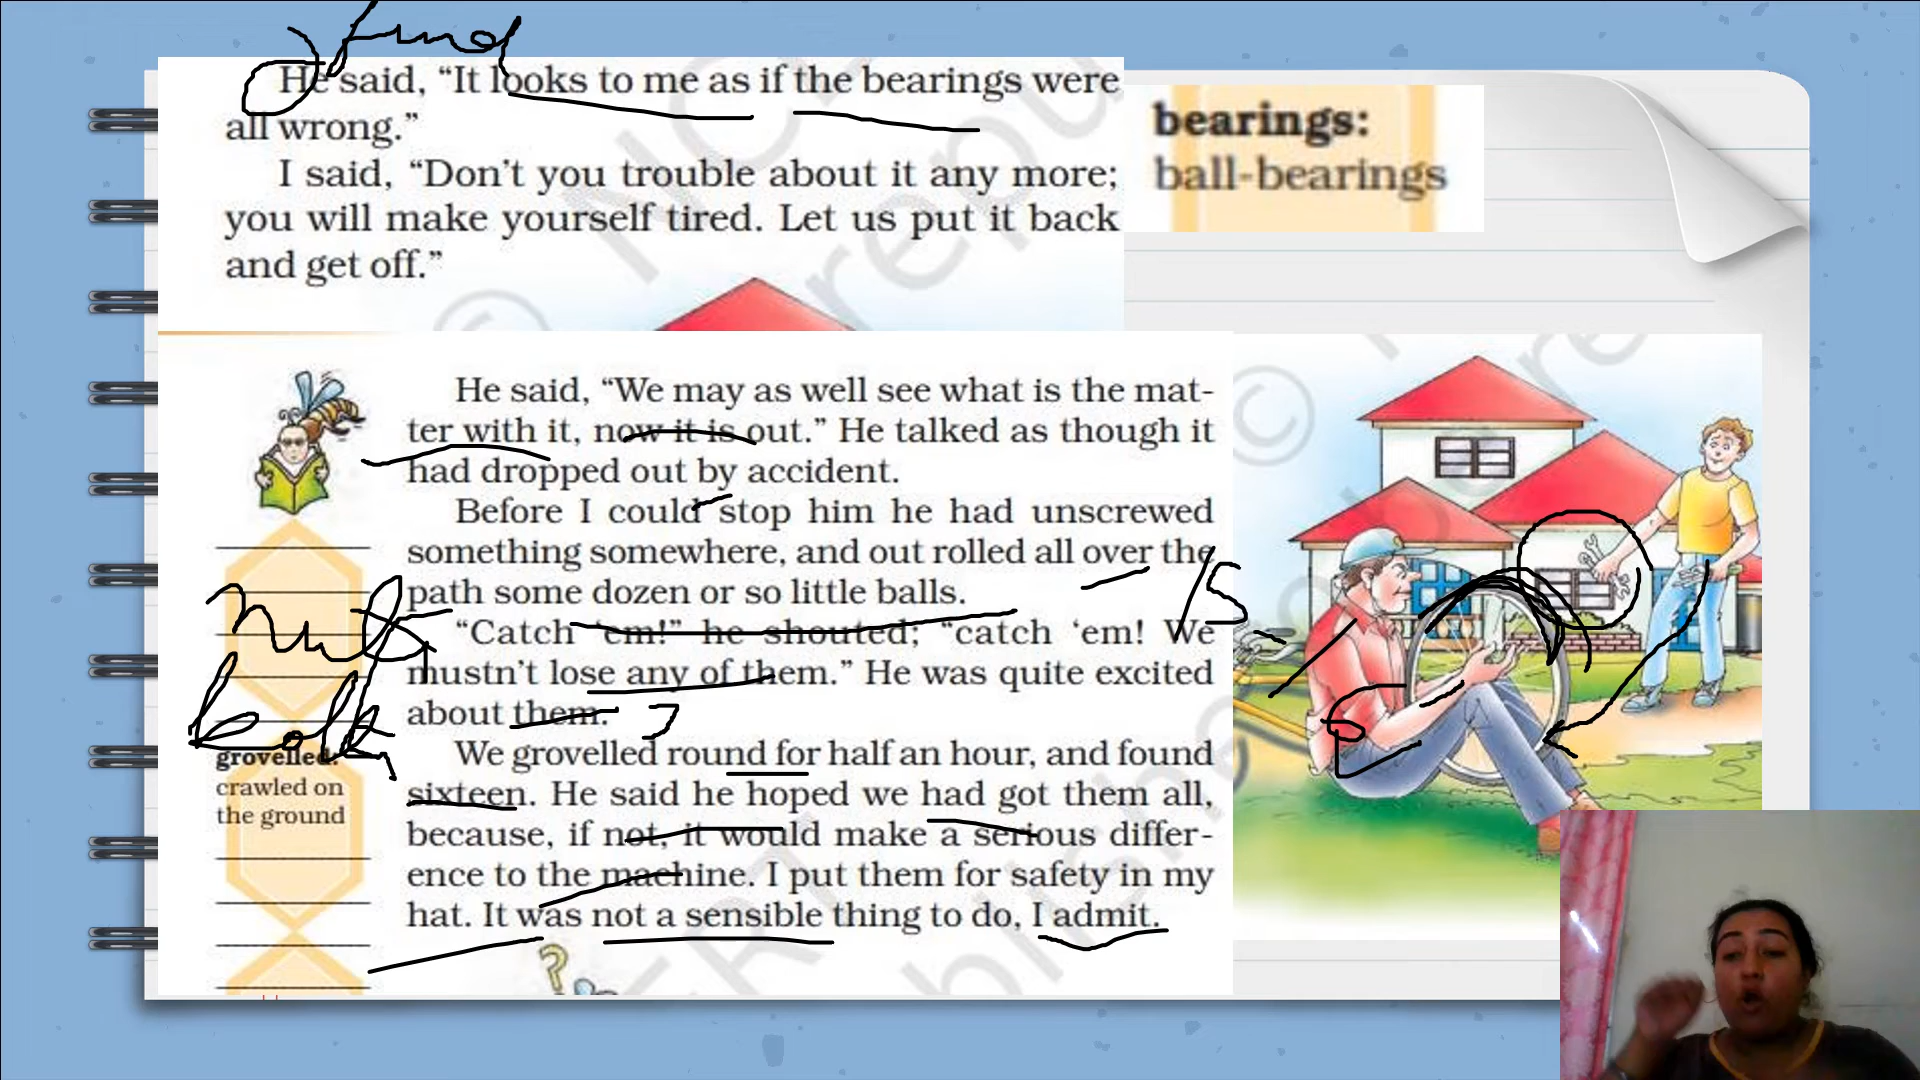 friend
He said, “It looks to me as if the bearings were
all wrong.”
I said, “Don’t you trouble about it any more;
you will make yourself tired. Let us put it back
and get off.”
bearings:
ball-bearings
He said, “We may as well see what is the mat-
ter with it, now it is out.” He talked as though it
had dropped out by accident.
Before I could stop him he had unscrewed
something somewhere, and out rolled all over the
path some dozen or so little balls.
“Catch ‘em!” he shouted; “catch ‘em! We
mustn’t lose any of them.” He was quite excited
about them.
We grovelled round for half an hour, and found
sixteen. He said he hoped we had got them all,
because, if not, it would make a serious differ-
ence to the machine. I put them for safety in my
hat. It was not a sensible thing to do, I admit.
nut
bolt
grovelled:
crawled on
the ground
15